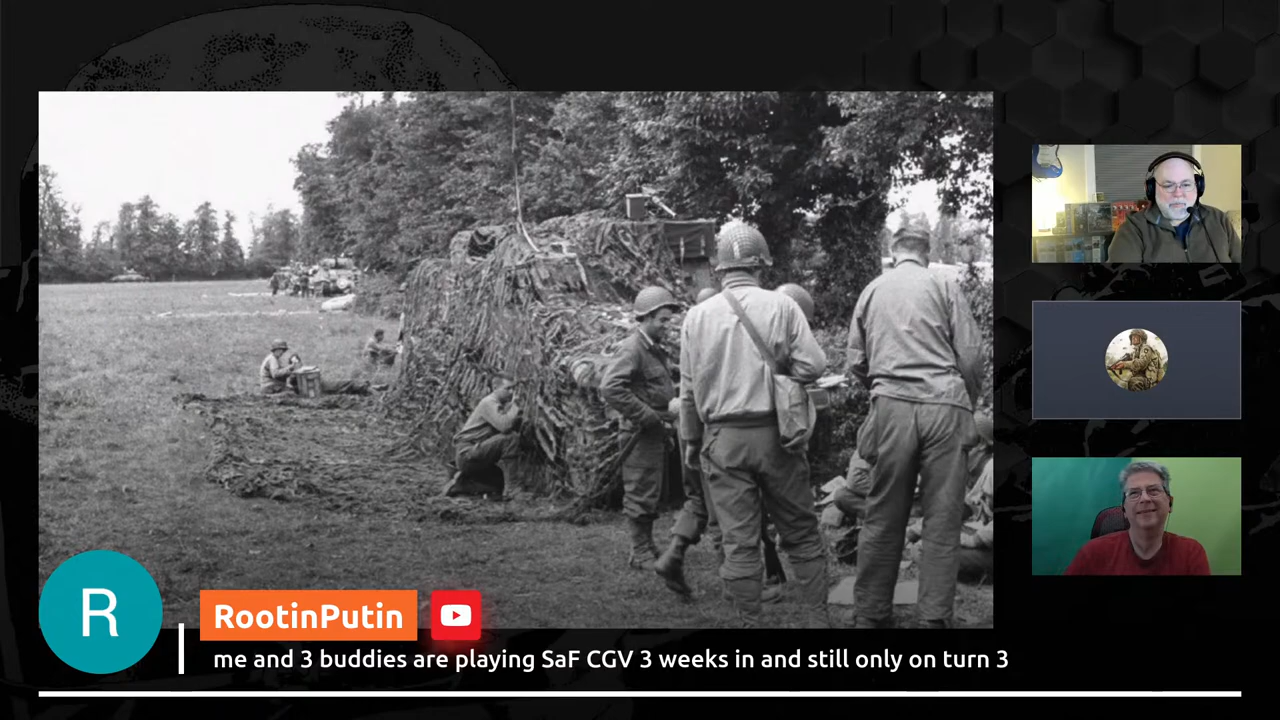 R
RootinPutin
me and 3 buddies are playing SaF CGV 3 weeks in and still only on turn 3